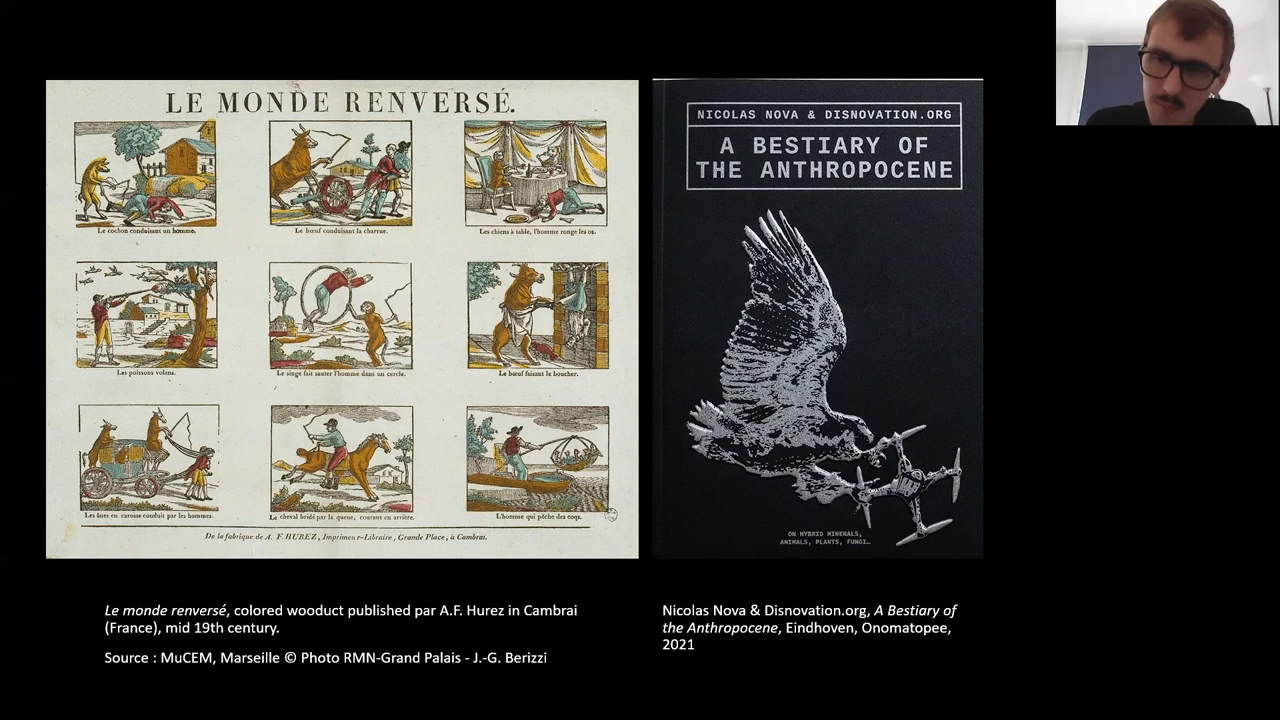 LE MONDE RENVERSÉ.
Le cochon conduisant un homme.
Le bœuf conduisant la charrue.
Les chiens à table, l'homme ronge les os.
Les poissons volans.
Le singe fait sauter l'homme dans un cercle.
Le bœuf faisant le boucher.
Les ânes en carosse conduit par les hommes.
Le cheval bridé par la queue, courant en arrière.
L'homme qui pêche des coqs.
De la fabrique de A. F. HUREZ, Imprimeur-Libraire, Grande Place, à Cambrai.
NICOLAS NOVA & DISNOVATION.ORG
A BESTIARY OF
THE ANTHROPOCENE
ON HYBRID MINERALS,
ANIMALS, PLANTS, FUNGI…
Le monde renversé, colored wooduct published par A.F. Hurez in Cambrai
(France), mid 19th century.
Source : MuCEM, Marseille © Photo RMN-Grand Palais - J.-G. Berizzi
Nicolas Nova & Disnovation.org, A Bestiary of
the Anthropocene, Eindhoven, Onomatopee,
2021